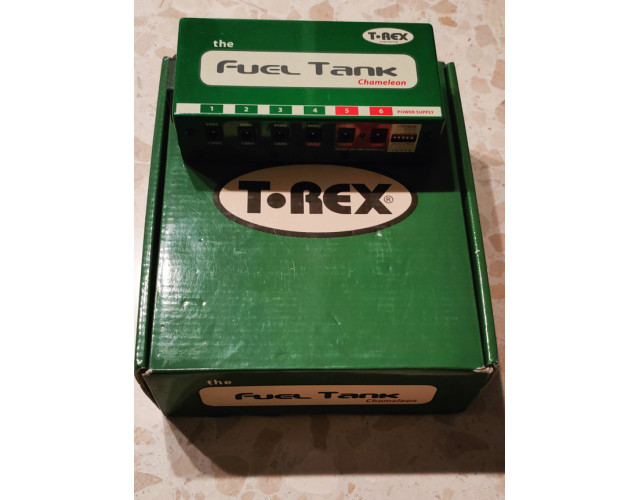 the
T•REX
Fuel Tank
Chameleon
1 2 3 4 5 6 POWER SUPPLY
T•REX®
the
Fuel Tank
Chameleon